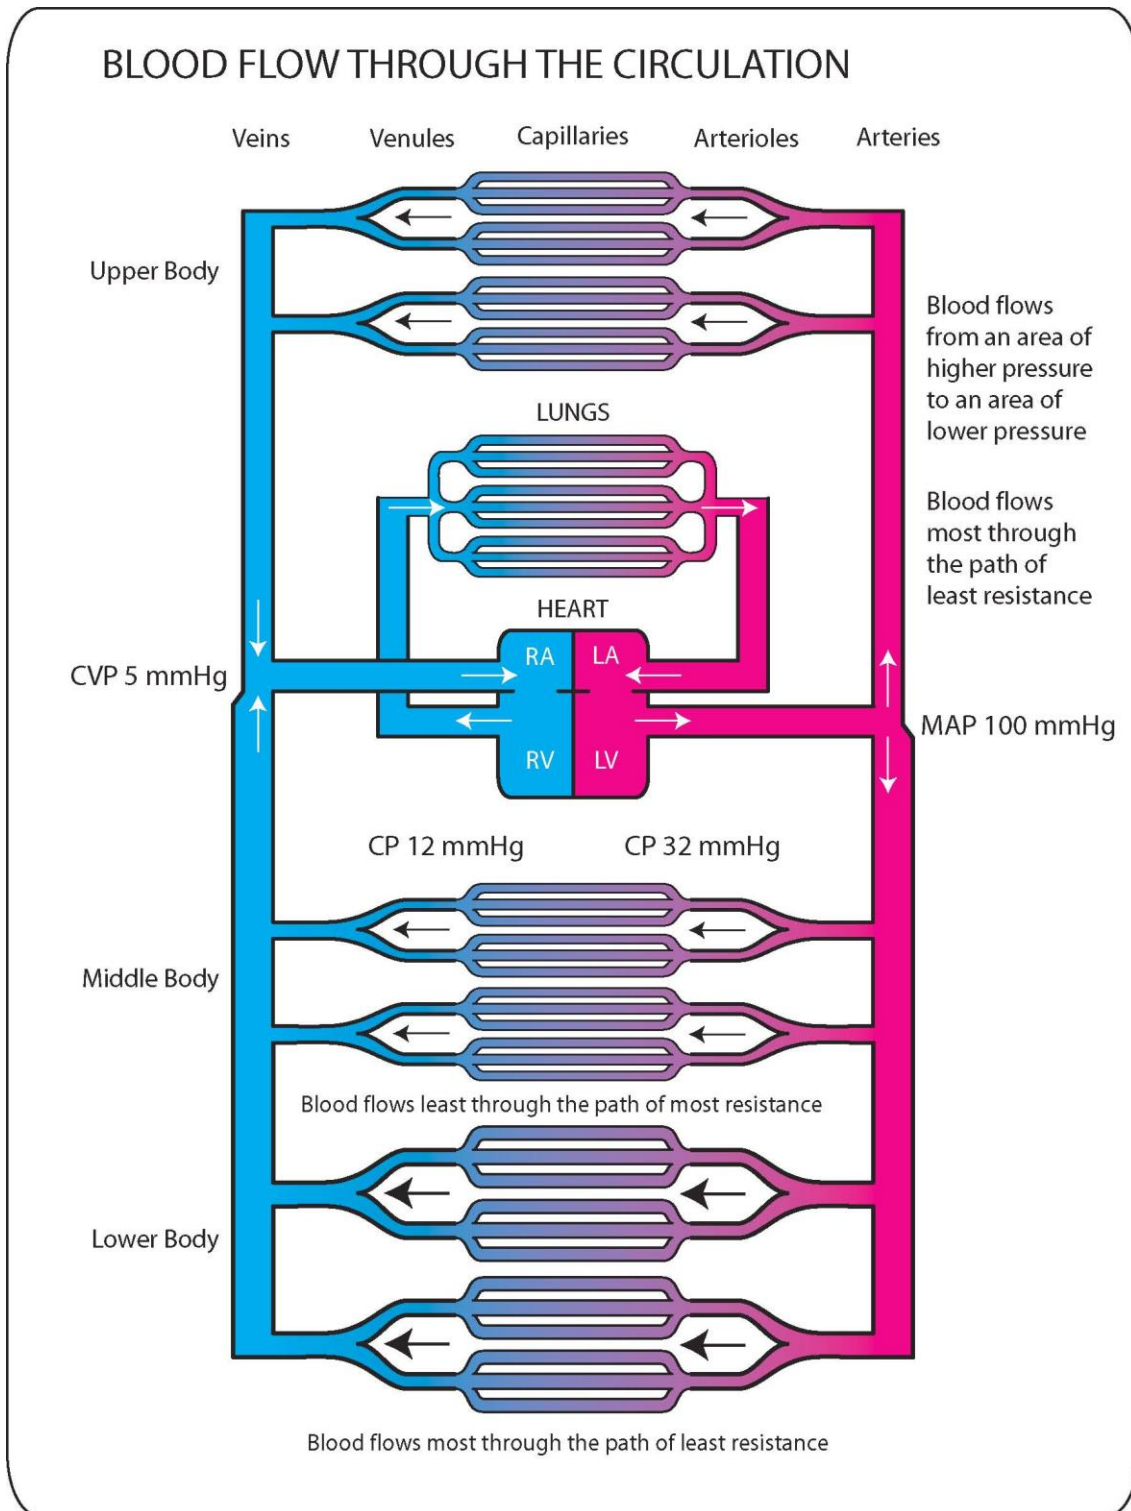 BLOOD FLOW THROUGH THE CIRCULATION
Veins Venules Capillaries Arterioles Arteries
Upper Body
Blood flows
from an area of
higher pressure
to an area of
lower pressure
LUNGS
Blood flows
most through
the path of
least resistance
HEART
RA LA
CVP 5 mmHg
MAP 100 mmHg
RV LV
CP 12 mmHg CP 32 mmHg
Middle Body
Blood flows least through the path of most resistance
Lower Body
Blood flows most through the path of least resistance